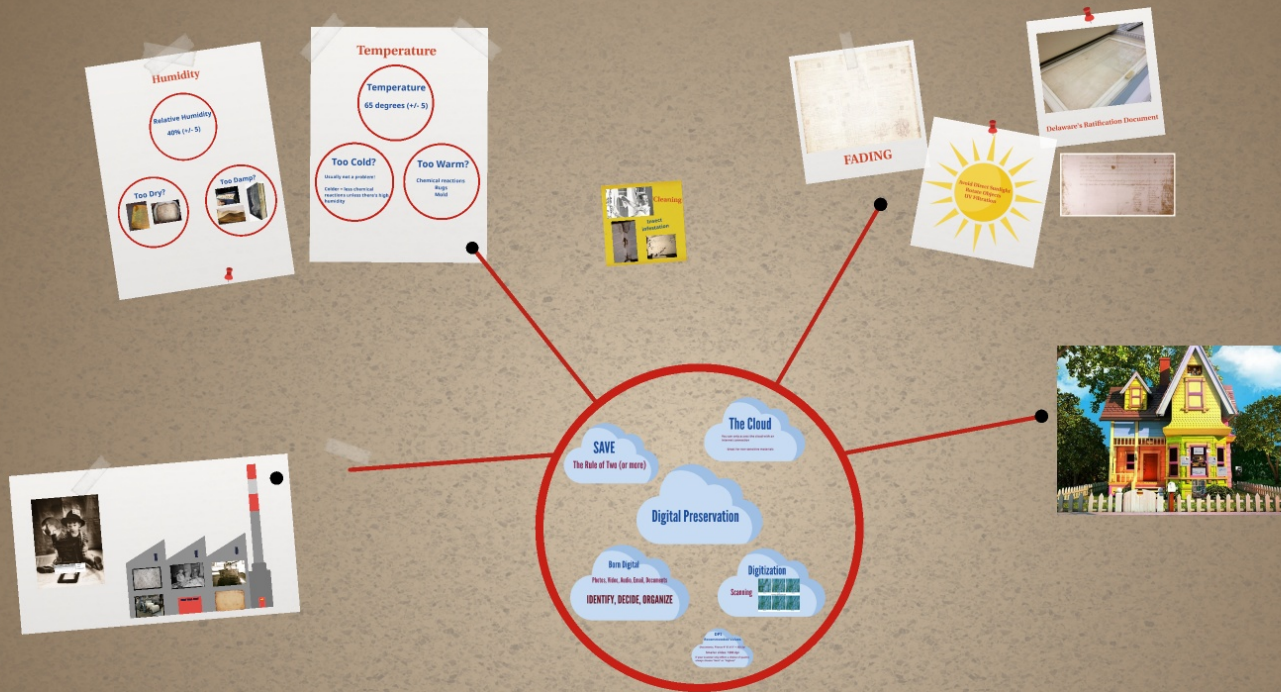 Humidity
Relative Humidity
40% (+/- 5)
Too Dry?
Too Damp?
Temperature
Temperature
65 degrees (+/- 5)
Too Cold?
Usually not a problem!
Colder = less chemical
reactions unless there's high
humidity
Too Warm?
Chemical reactions
Bugs
Mold
Cleaning
Insect
infestation
FADING
Delaware's Ratification Document
Avoid Direct Sunlight
Rotate Objects
UV Filtration
SAVE
The Rule of Two (or more)
The Cloud
Digital Preservation
Born Digital
Photos, Video, Audio, Email, Documents
IDENTIFY, DECIDE, ORGANIZE
Digitization
Scanning